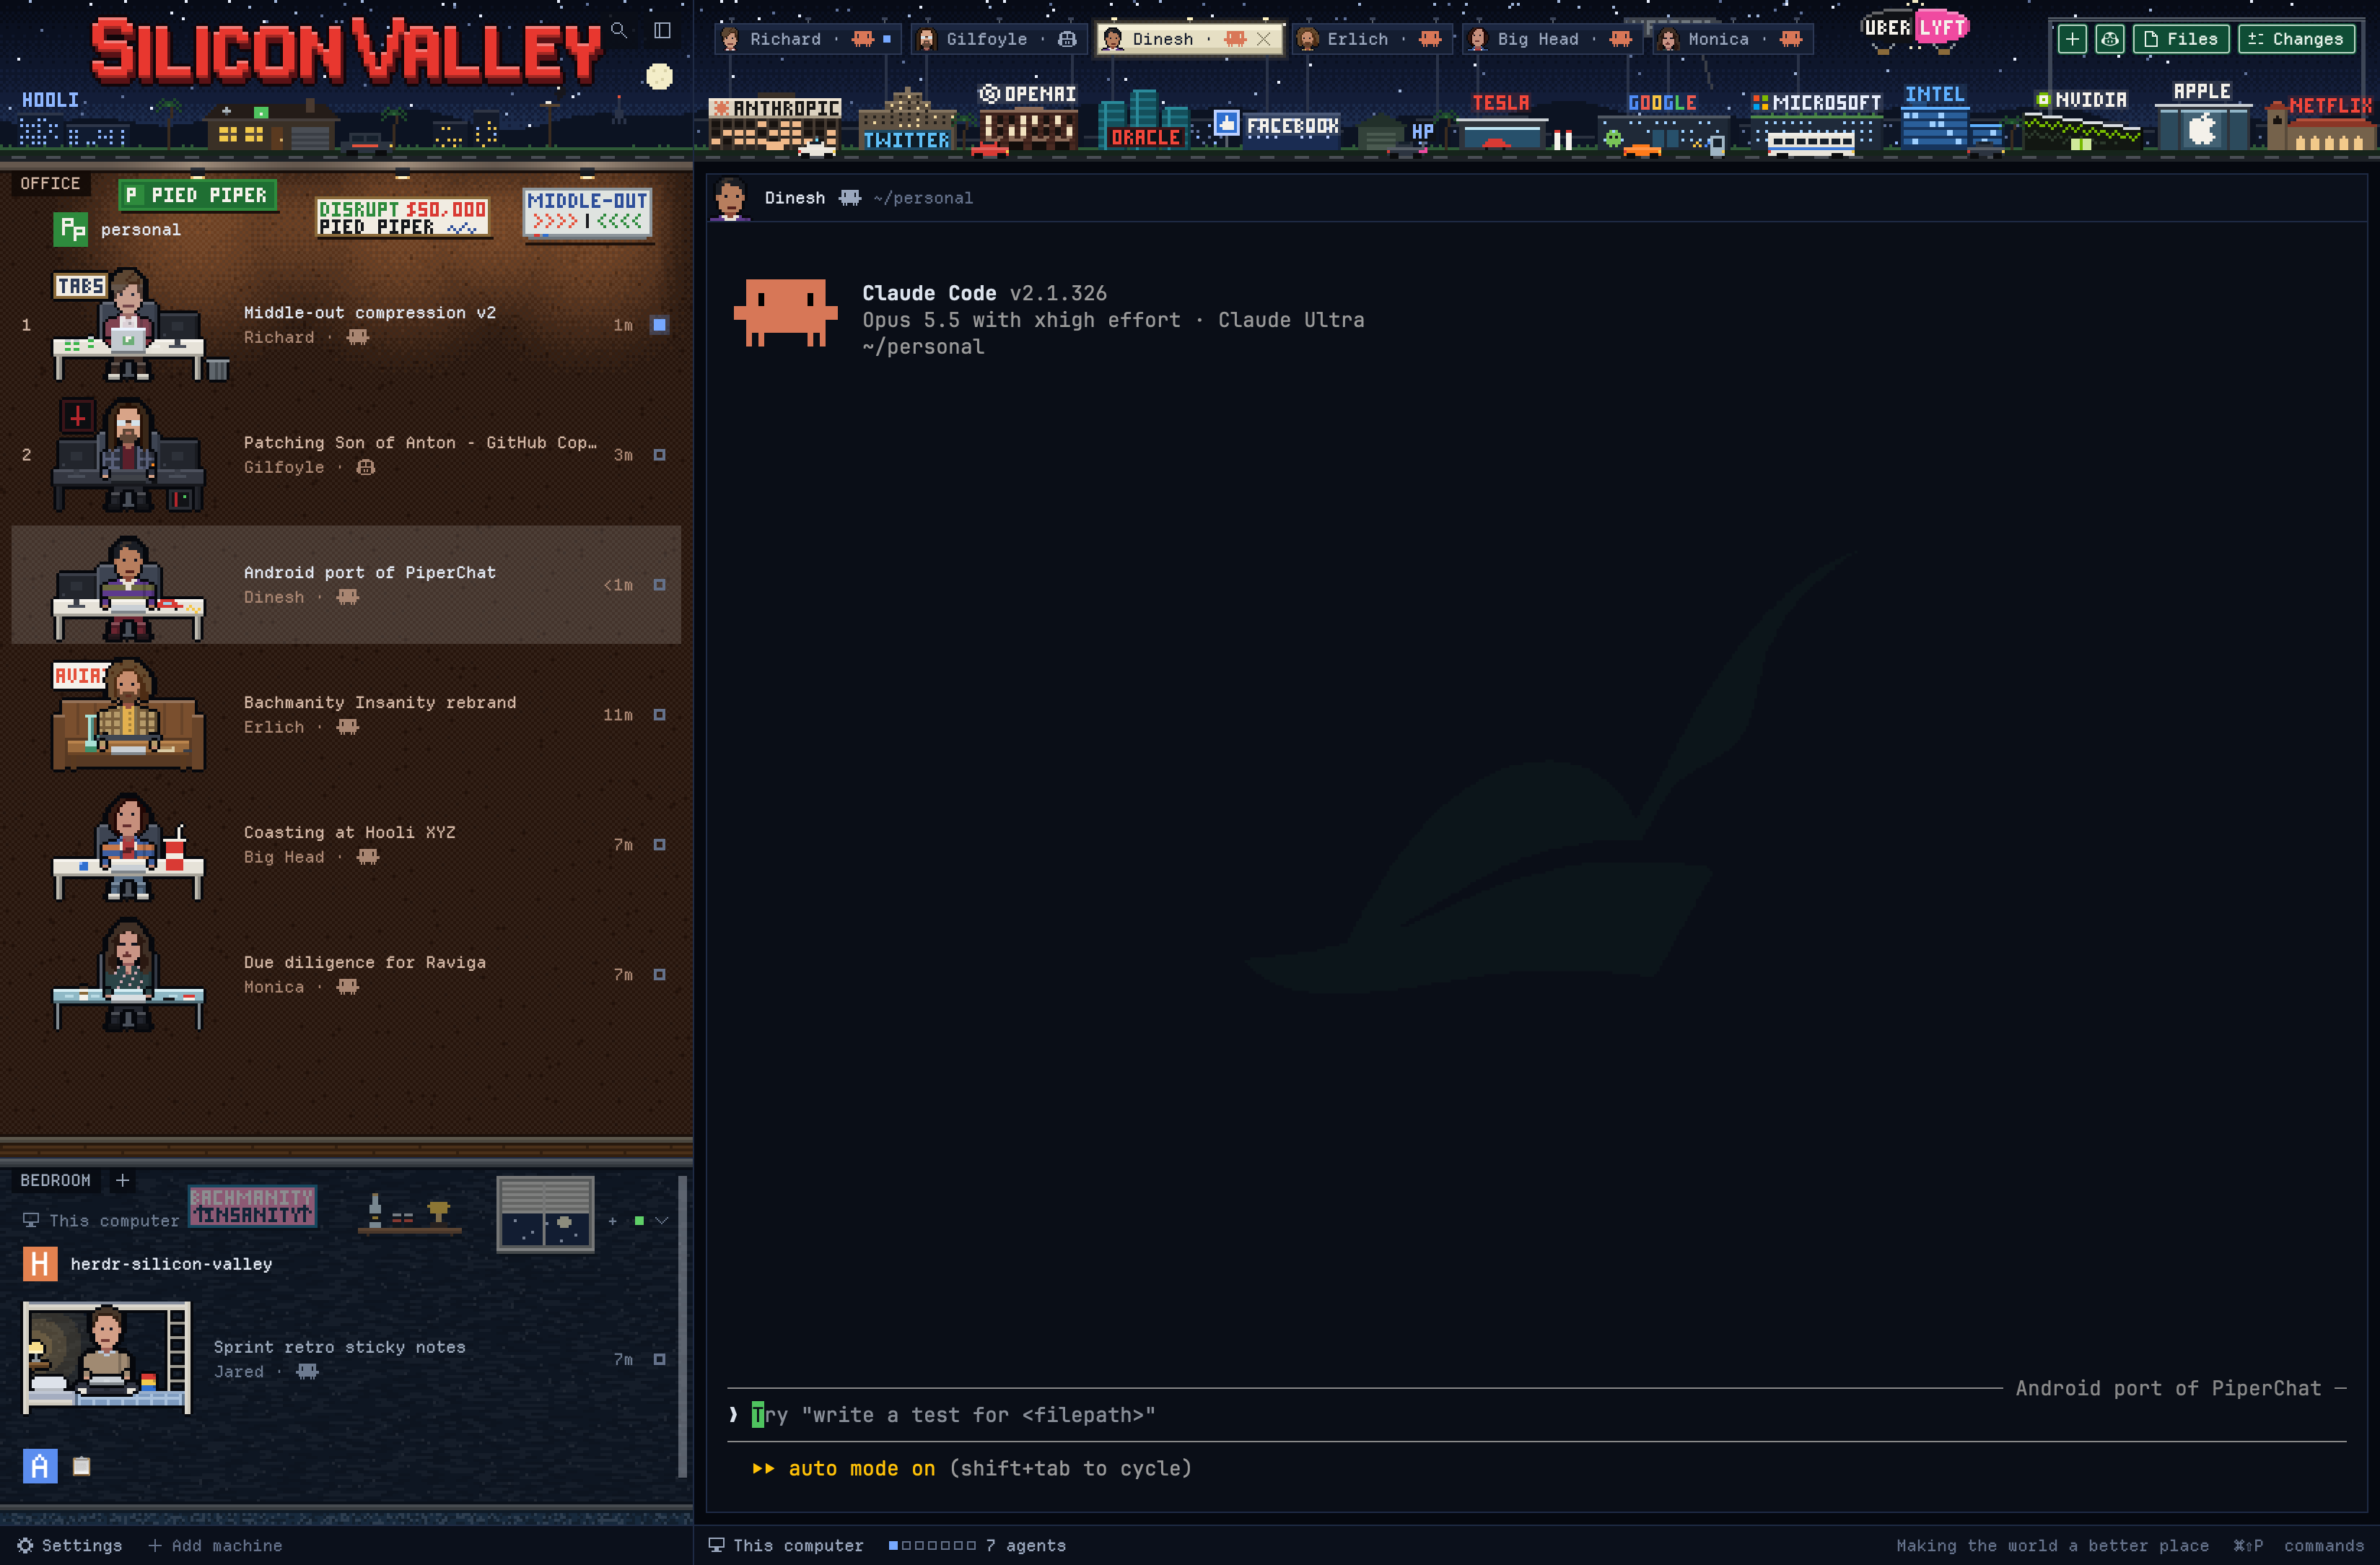 SILICON VALLEY
HOOLI
Richard ·
Gilfoyle ·
Dinesh ·
Erlich ·
Big Head ·
Monica ·
UBER LYFT
Files
Changes
ANTHROPIC
TWITTER
OPENAI
ORACLE
FACEBOOK
HP
TESLA
GOOGLE
MICROSOFT
INTEL
NVIDIA
APPLE
NETFLIX
OFFICE
P PIED PIPER
DISRUPT $50,000
PIED PIPER
MIDDLE-OUT
>>>> | <<<<
Pp personal
TABS
1
Middle-out compression v2
Richard ·
1m
2
Patching Son of Anton - GitHub Cop…
Gilfoyle ·
3m
Android port of PiperChat
Dinesh ·
<1m
AVIA
Bachmanity Insanity rebrand
Erlich ·
11m
Coasting at Hooli XYZ
Big Head ·
7m
Due diligence for Raviga
Monica ·
7m
BEDROOM +
BACHMANITY
INSANITY
This computer
+
H herdr-silicon-valley
Sprint retro sticky notes
Jared ·
7m
A
Settings + Add machine
Dinesh ~/personal
Claude Code v2.1.326
Opus 5.5 with xhigh effort · Claude Ultra
~/personal
Android port of PiperChat
❯ Try "write a test for <filepath>"
⏵⏵ auto mode on (shift+tab to cycle)
This computer 7 agents
Making the world a better place ⌘⇧P commands